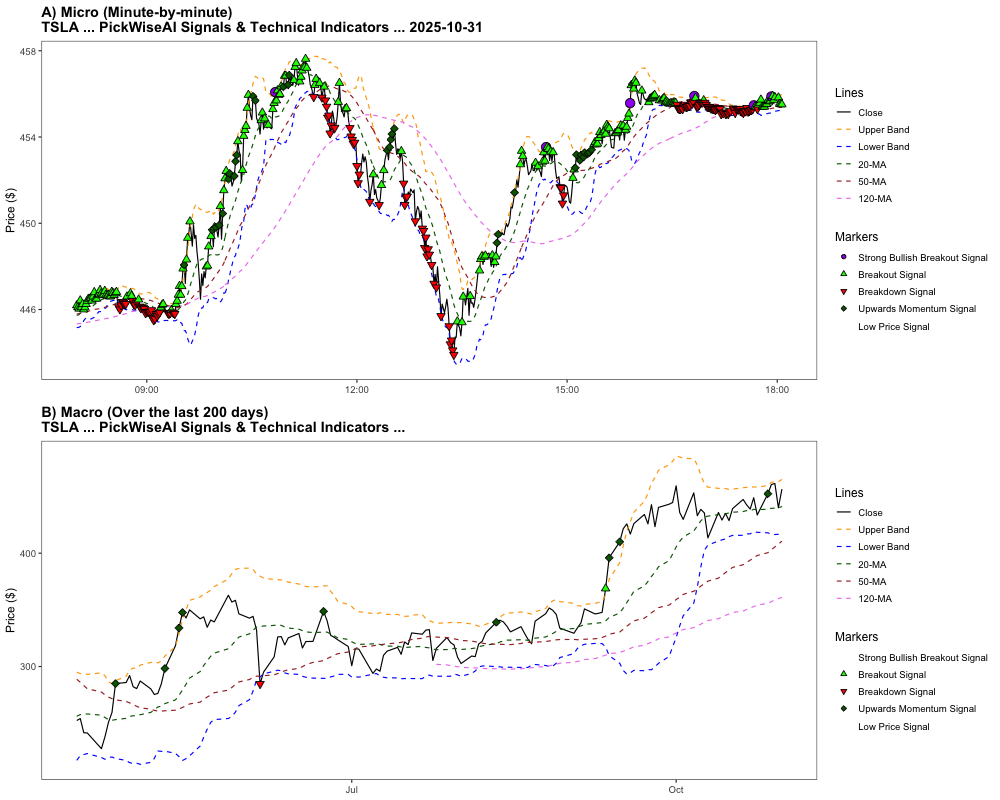 A) Micro (Minute-by-minute)
TSLA ... PickWiseAI Signals & Technical Indicators ... 2025-10-31
Price ($)
458
454
450
446
09:00
12:00
15:00
18:00
Lines
Close
Upper Band
Lower Band
20-MA
50-MA
120-MA
Markers
Strong Bullish Breakout Signal
Breakout Signal
Breakdown Signal
Upwards Momentum Signal
Low Price Signal
B) Macro (Over the last 200 days)
TSLA ... PickWiseAI Signals & Technical Indicators ...
Price ($)
400
300
Jul
Oct
Lines
Close
Upper Band
Lower Band
20-MA
50-MA
120-MA
Markers
Strong Bullish Breakout Signal
Breakout Signal
Breakdown Signal
Upwards Momentum Signal
Low Price Signal